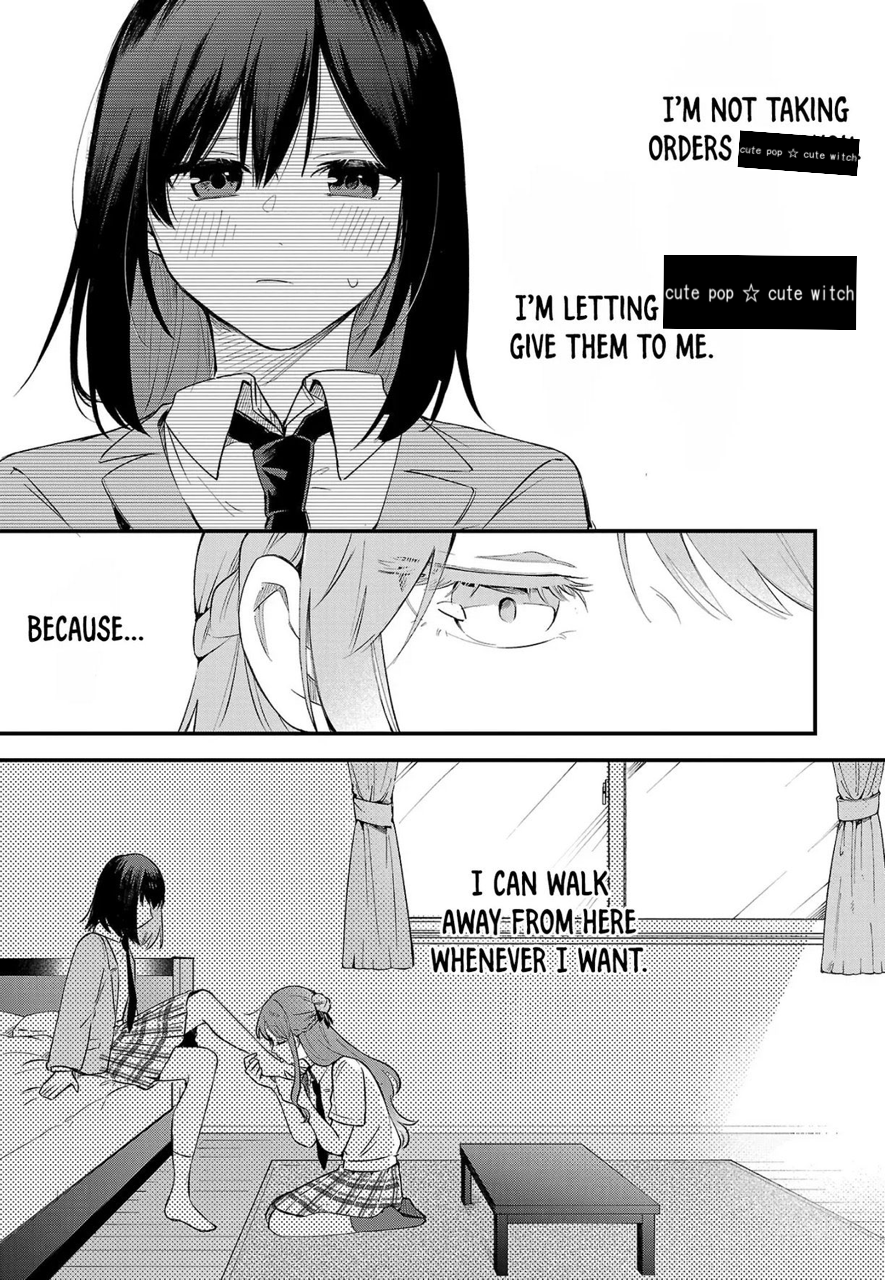 I'M NOT TAKING
ORDERS cute pop ☆ cute witch
I'M LETTING cute pop ☆ cute witch
GIVE THEM TO ME.
BECAUSE...
I CAN WALK
AWAY FROM HERE
WHENEVER I WANT.